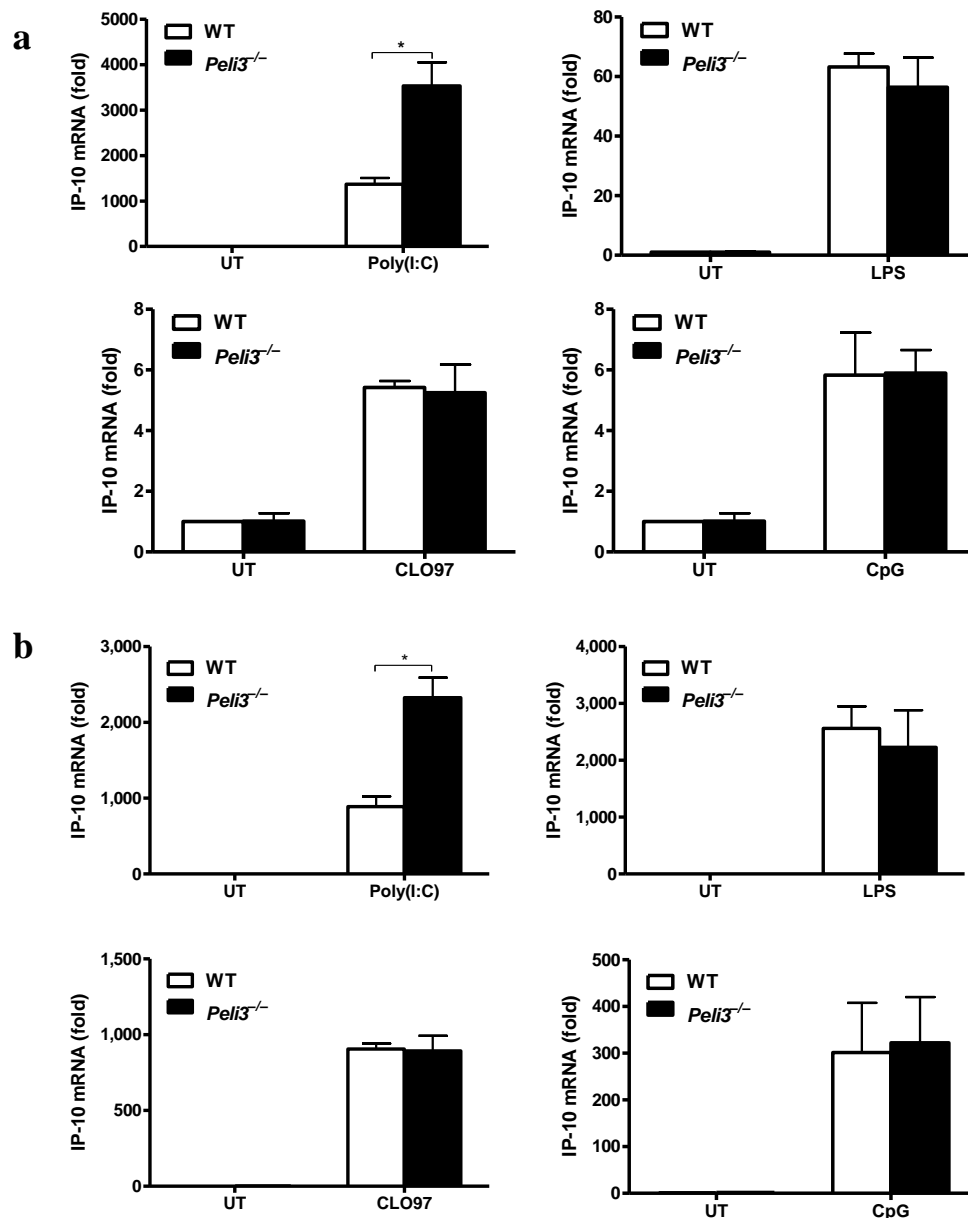 a
IP-10 mRNA (fold)
5000
4000
3000
2000
1000
0
WT
Peli3–/–
*
UT
Poly(I:C)
IP-10 mRNA (fold)
80
60
40
20
0
WT
Peli3–/–
UT
LPS
IP-10 mRNA (fold)
8
6
4
2
0
WT
Peli3–/–
UT
CLO97
IP-10 mRNA (fold)
8
6
4
2
0
WT
Peli3–/–
UT
CpG
b
IP-10 mRNA (fold)
3,000
2,000
1,000
0
WT
Peli3–/–
*
UT
Poly(I:C)
IP-10 mRNA (fold)
4,000
3,000
2,000
1,000
0
WT
Peli3–/–
UT
LPS
IP-10 mRNA (fold)
1,500
1,000
500
0
WT
Peli3–/–
UT
CLO97
IP-10 mRNA (fold)
500
400
300
200
100
0
WT
Peli3–/–
UT
CpG